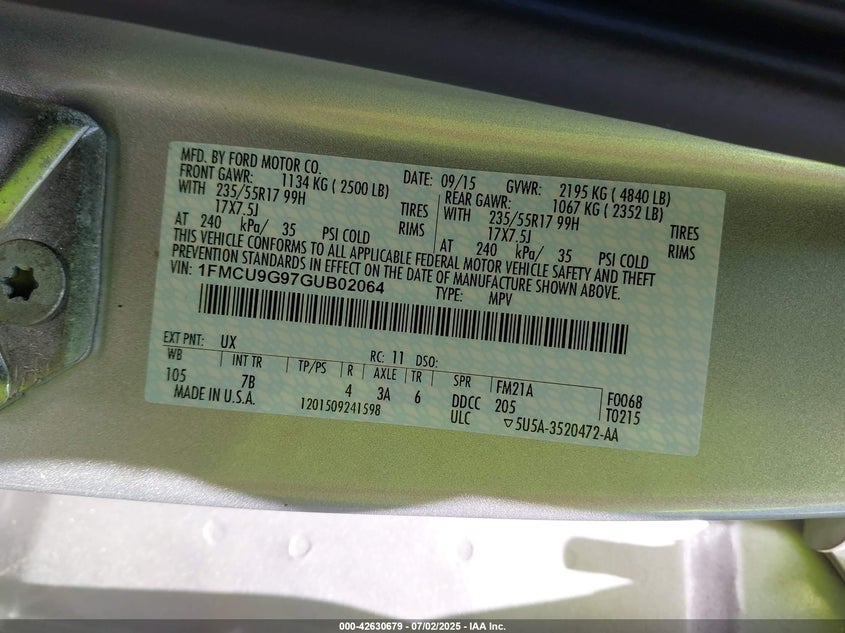 MFD. BY FORD MOTOR CO.
DATE: 09/15 GVWR: 2195 KG ( 4840 LB)
FRONT GAWR: 1134 KG ( 2500 LB) REAR GAWR: 1067 KG ( 2352 LB)
WITH 235/55R17 99H TIRES WITH 235/55R17 99H TIRES
17X7.5J RIMS 17X7.5J RIMS
AT 240 kPa/ 35 PSI COLD AT 240 kPa/ 35 PSI COLD
THIS VEHICLE CONFORMS TO ALL APPLICABLE FEDERAL MOTOR VEHICLE SAFETY AND THEFT
PREVENTION STANDARDS IN EFFECT ON THE DATE OF MANUFACTURE SHOWN ABOVE.
VIN: 1FMCU9G97GUB02064
TYPE: MPV
EXT PNT: UX RC: 11 DSO:
WB INT TR TP/PS R AXLE TR SPR FM21A F0068
105 7B 4 3A 6 DDCC 205 T0215
MADE IN U.S.A. 1201509241598 ULC ▽5U5A-3520472-AA
000-42630679 - 07/02/2025 - IAA Inc.